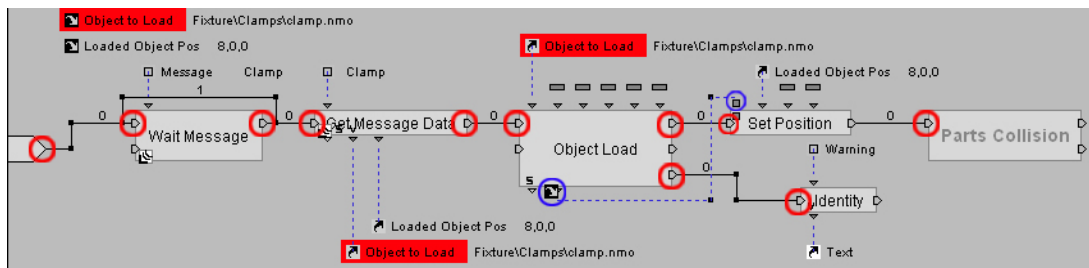 Object to Load Fixture\Clamps\clamp.nmo
Loaded Object Pos 8,0,0
Object to Load Fixture\Clamps\clamp.nmo
Message Clamp
Clamp
Loaded Object Pos 8,0,0
1
0
0
0
0
0
Wait Message
Get Message Data
Object Load
Set Position
Parts Collision
0
Warning
S
S
Identity
Loaded Object Pos 8,0,0
Object to Load Fixture\Clamps\clamp.nmo
Text